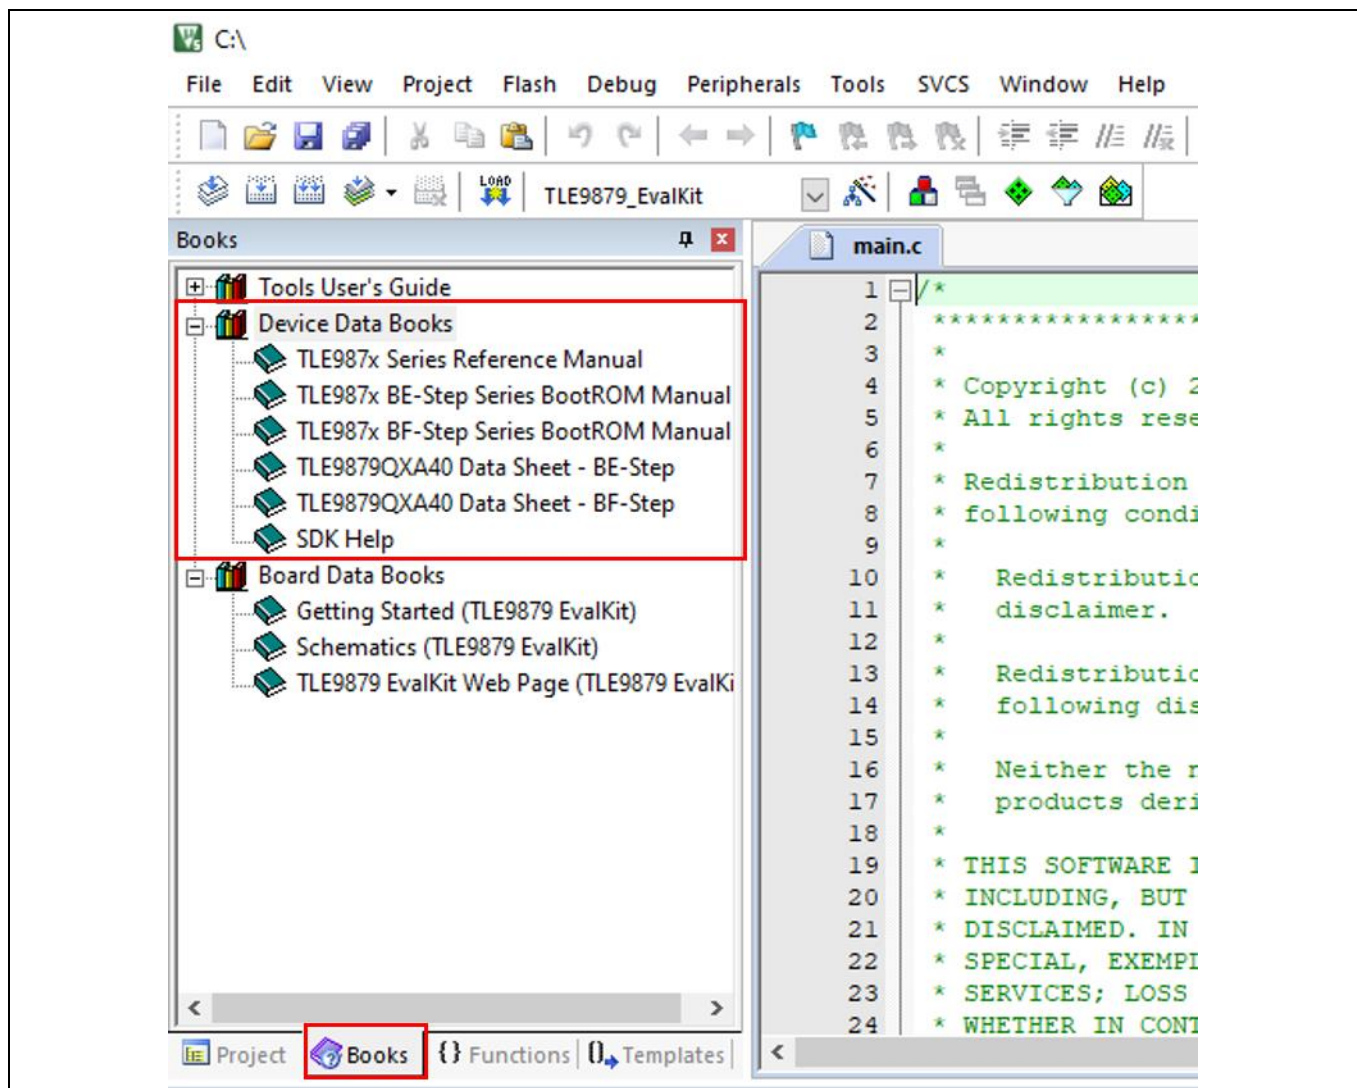 C:\
File Edit View Project Flash Debug Peripherals Tools SVCS Window Help
LOAD TLE9879_EvalKit
Books
Tools User's Guide
Device Data Books
TLE987x Series Reference Manual
TLE987x BE-Step Series BootROM Manual
TLE987x BF-Step Series BootROM Manual
TLE9879QXA40 Data Sheet - BE-Step
TLE9879QXA40 Data Sheet - BF-Step
SDK Help
Board Data Books
Getting Started (TLE9879 EvalKit)
Schematics (TLE9879 EvalKit)
TLE9879 EvalKit Web Page (TLE9879 EvalKi
Project Books {} Functions Templates
main.c
1 /*
2 *****************
3 *
4 * Copyright (c) 2
5 * All rights rese
6 *
7 * Redistribution
8 * following condi
9 *
10 * Redistributio
11 * disclaimer.
12 *
13 * Redistributio
14 * following dis
15 *
16 * Neither the n
17 * products deri
18 *
19 * THIS SOFTWARE I
20 * INCLUDING, BUT
21 * DISCLAIMED. IN
22 * SPECIAL, EXEMPL
23 * SERVICES; LOSS
24 * WHETHER IN CONT